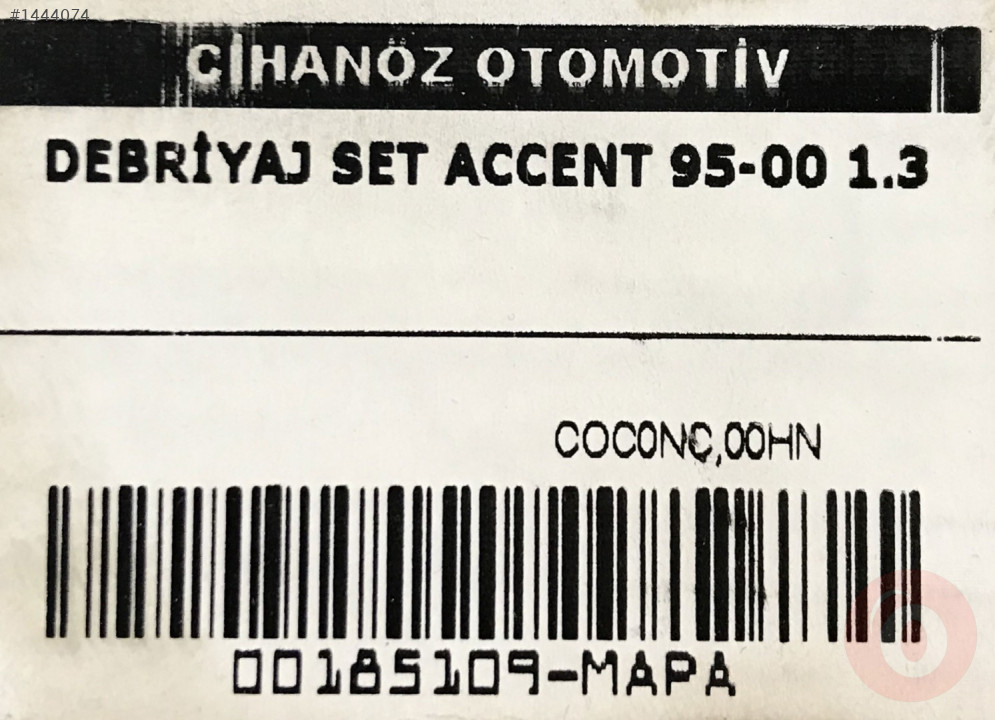 #1444074
CİHANÖZ OTOMOTİV
DEBRİYAJ SET ACCENT 95-00 1.3
COCONÇ,00HN
00185109-MAPA